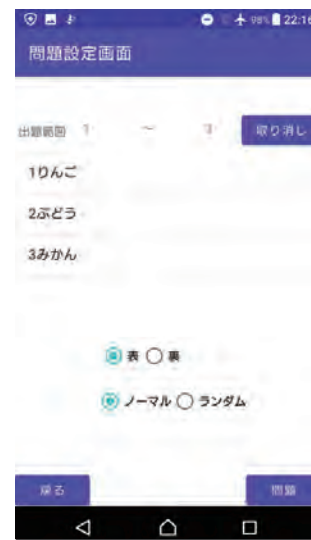 98% 22:16
問題設定画面
出題範囲 1 ～ 3 取り消し
1りんご
2ぶどう
3みかん
表 裏
ノーマル ランダム
戻る 問題